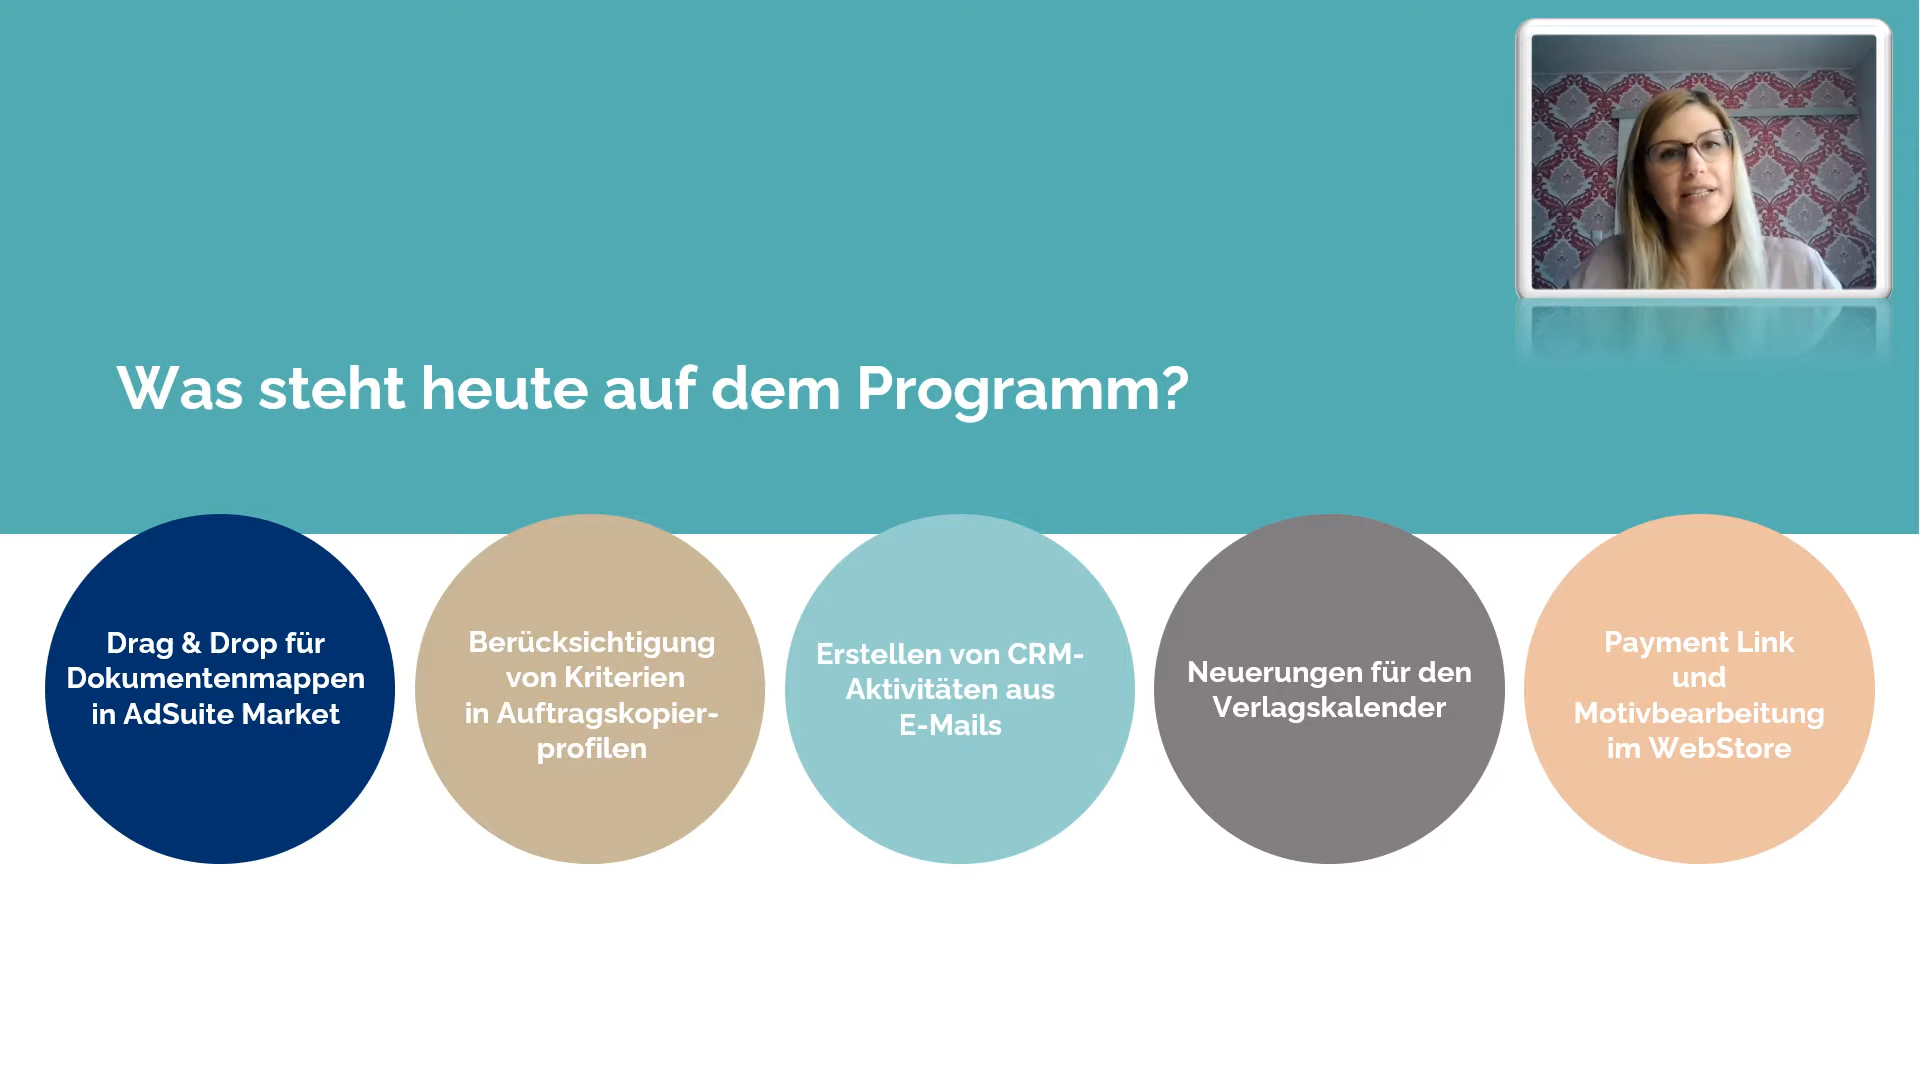 Was steht heute auf dem Programm?
Drag & Drop für
Dokumentenmappen
in AdSuite Market
Berücksichtigung
von Kriterien
in Auftragskopier-
profilen
Erstellen von CRM-
Aktivitäten aus
E-Mails
Neuerungen für den
Verlagskalender
Payment Link
und
Motivbearbeitung
im WebStore